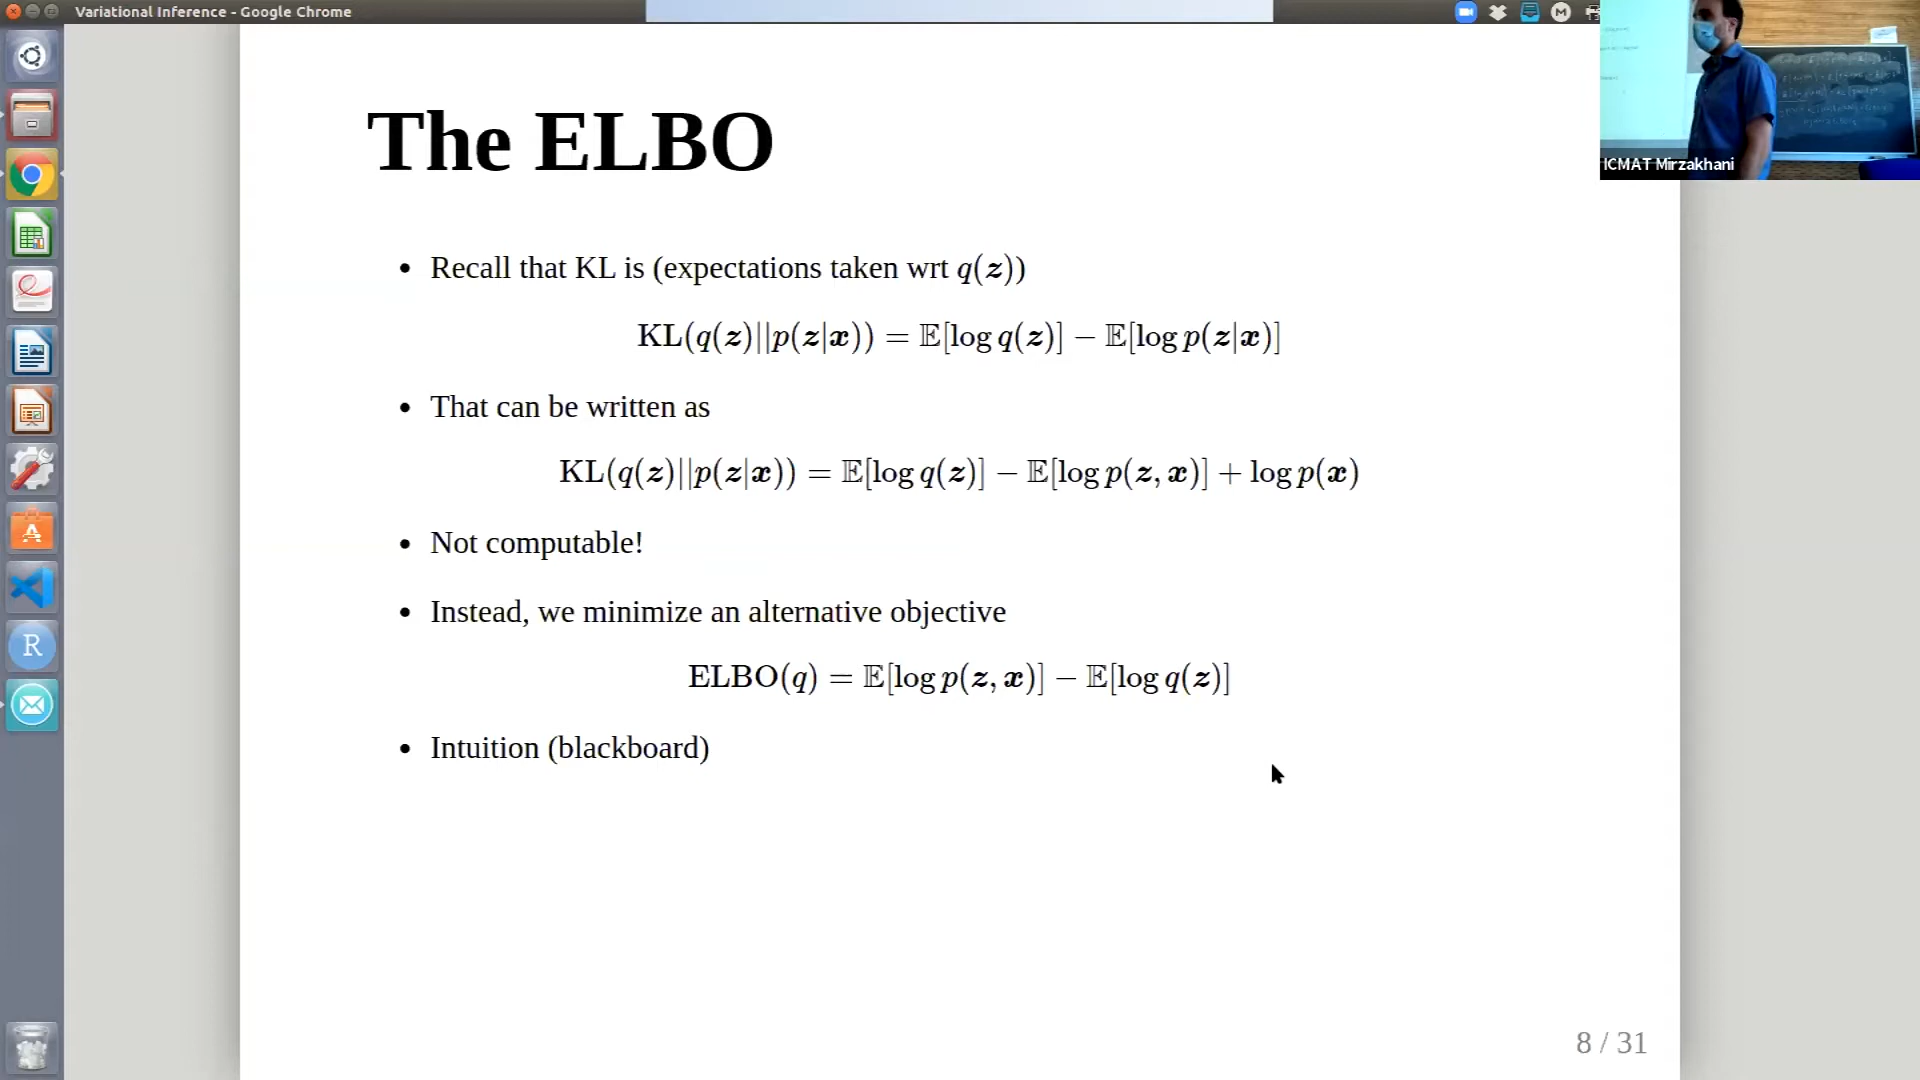 Variational Inference - Google Chrome
ICMAT Mirzakhani
The ELBO
• Recall that KL is (expectations taken wrt q(𝒛))
KL(q(𝒛)||p(𝒛|𝒙)) = 𝔼[log q(𝒛)] − 𝔼[log p(𝒛|𝒙)]
• That can be written as
KL(q(𝒛)||p(𝒛|𝒙)) = 𝔼[log q(𝒛)] − 𝔼[log p(𝒛, 𝒙)] + log p(𝒙)
• Not computable!
• Instead, we minimize an alternative objective
ELBO(q) = 𝔼[log p(𝒛, 𝒙)] − 𝔼[log q(𝒛)]
• Intuition (blackboard)
8 / 31